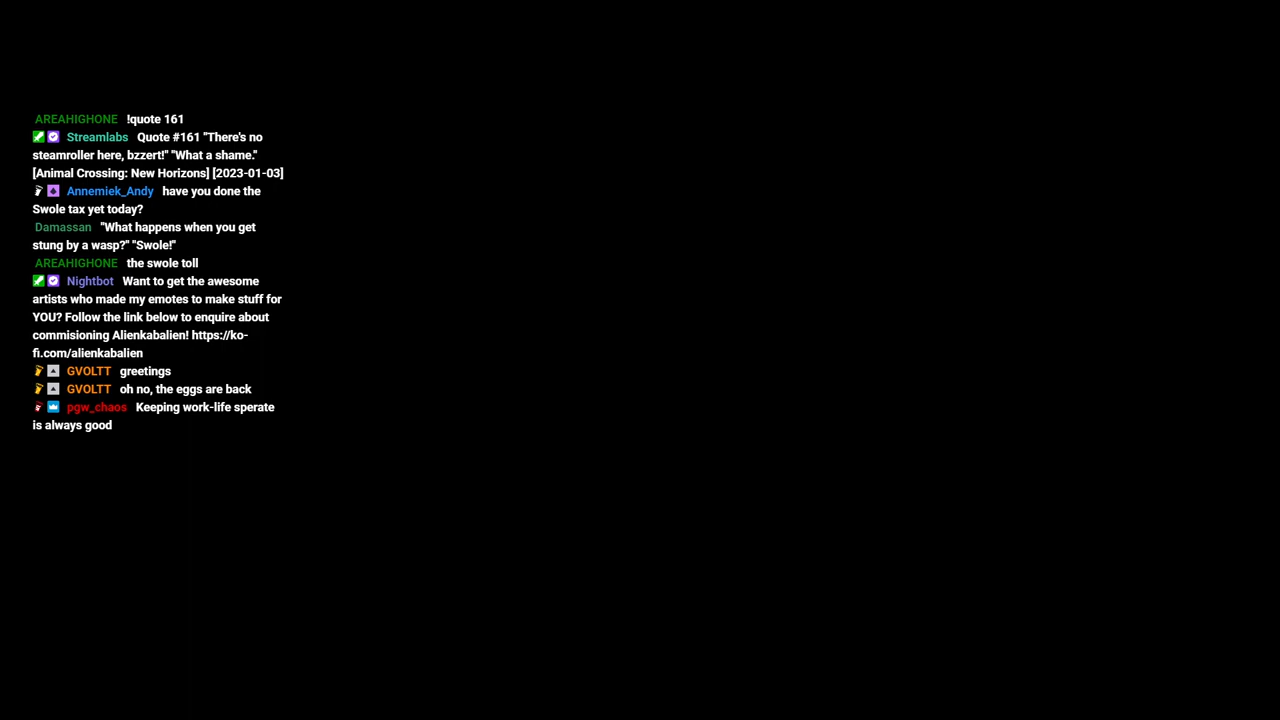 AREAHIGHONE !quote 161
Streamlabs Quote #161 "There's no
steamroller here, bzzert!" "What a shame."
[Animal Crossing: New Horizons] [2023-01-03]
Annemiek_Andy have you done the
Swole tax yet today?
Damassan "What happens when you get
stung by a wasp?" "Swole!"
AREAHIGHONE the swole toll
Nightbot Want to get the awesome
artists who made my emotes to make stuff for
YOU? Follow the link below to enquire about
commisioning Alienkabalien! https://ko-
fi.com/alienkabalien
GVOLTT greetings
GVOLTT oh no, the eggs are back
pgw_chaos Keeping work-life sperate
is always good